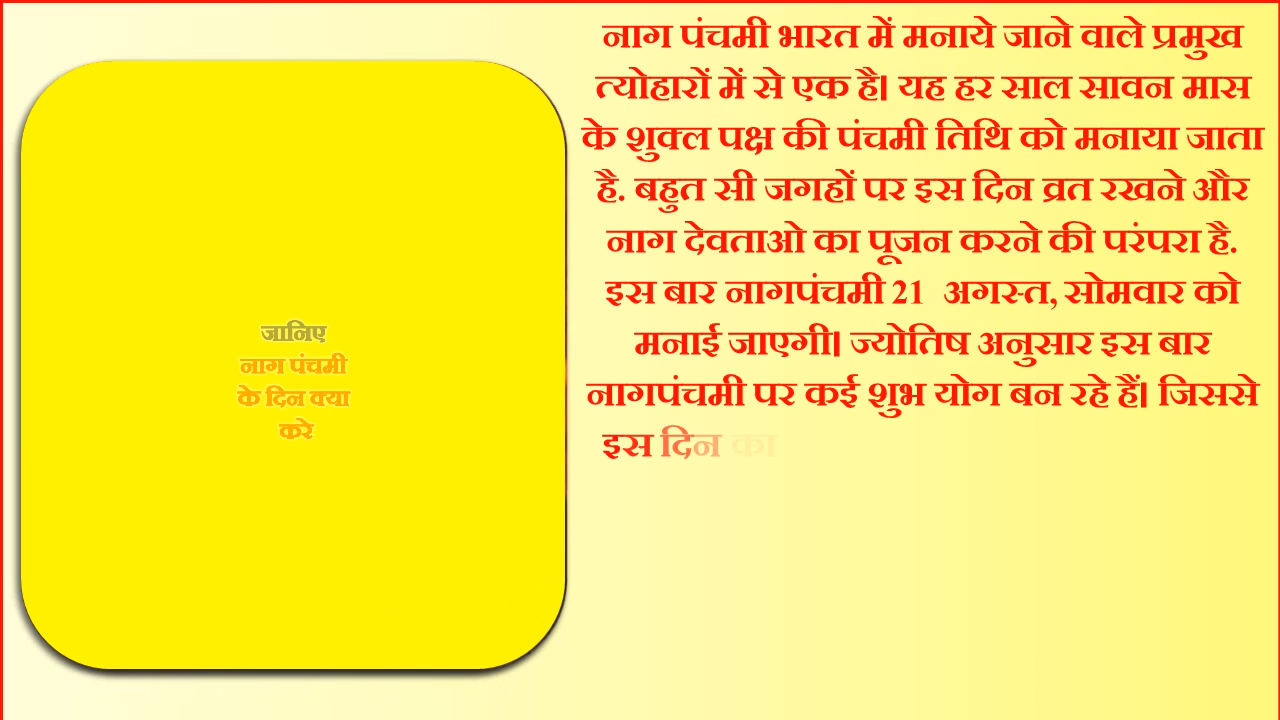 जानिए
नाग पंचमी
के दिन क्या
करे
नाग पंचमी भारत में मनाये जाने वाले प्रमुख
त्योहारों में से एक है। यह हर साल सावन मास
के शुक्ल पक्ष की पंचमी तिथि को मनाया जाता
है. बहुत सी जगहों पर इस दिन व्रत रखने और
नाग देवताओ का पूजन करने की परंपरा है.
इस बार नागपंचमी 21 अगस्त, सोमवार को
मनाई जाएगी। ज्योतिष अनुसार इस बार
नागपंचमी पर कई शुभ योग बन रहे हैं। जिससे
इस दिन का